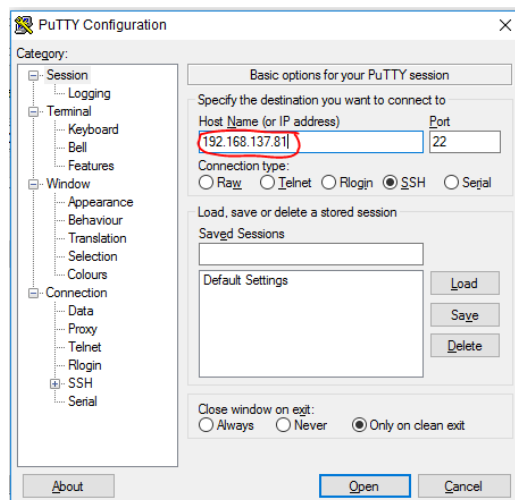 PuTTY Configuration
Category:
Session
Logging
Terminal
Keyboard
Bell
Features
Window
Appearance
Behaviour
Translation
Selection
Colours
Connection
Data
Proxy
Telnet
Rlogin
SSH
Serial
Basic options for your PuTTY session
Specify the destination you want to connect to
Host Name (or IP address) Port
192.168.137.81 22
Connection type:
Raw Telnet Rlogin SSH Serial
Load, save or delete a stored session
Saved Sessions
Default Settings
Load
Save
Delete
Close window on exit:
Always Never Only on clean exit
About Open Cancel